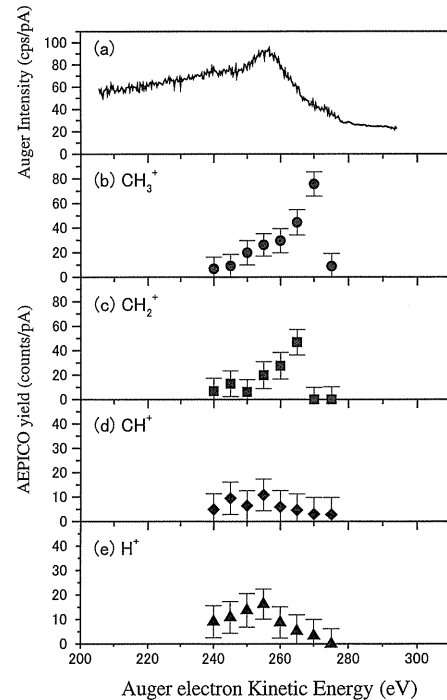 Auger Intensity (cps/pA)
100
80
60
40
20
0
(a)
80
60
40
20
0
(b) CH₃⁺
AEPICO yield (counts/pA)
80
60
40
20
0
(c) CH₂⁺
40
30
20
10
0
(d) CH⁺
40
30
20
10
0
(e) H⁺
200 220 240 260 280 300
Auger electron Kinetic Energy (eV)